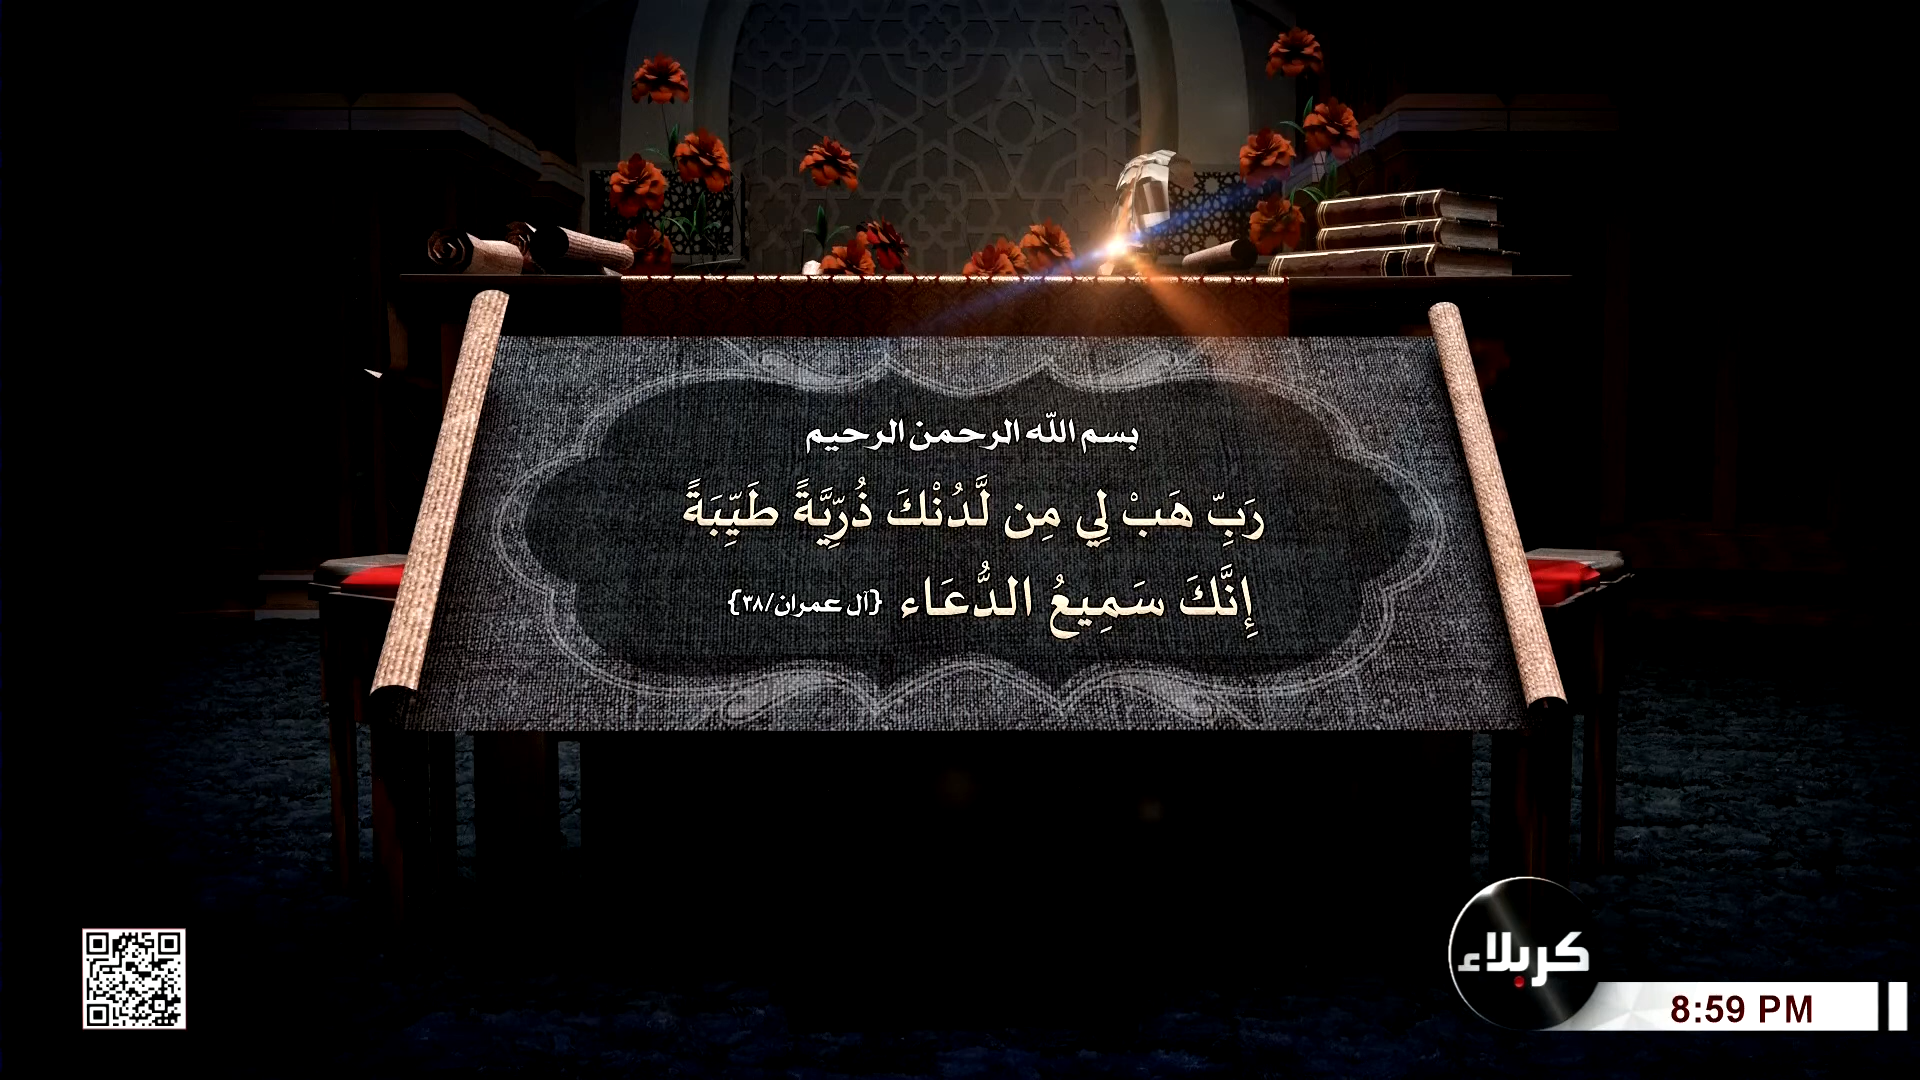 بسم الله الرحمن الرحيم
رَبِّ هَبْ لِي مِن لَّدُنْكَ ذُرِّيَّةً طَيِّبَةً
إِنَّكَ سَمِيعُ الدُّعَاء {آل عمران/٣٨}
كربلاء
8:59 PM